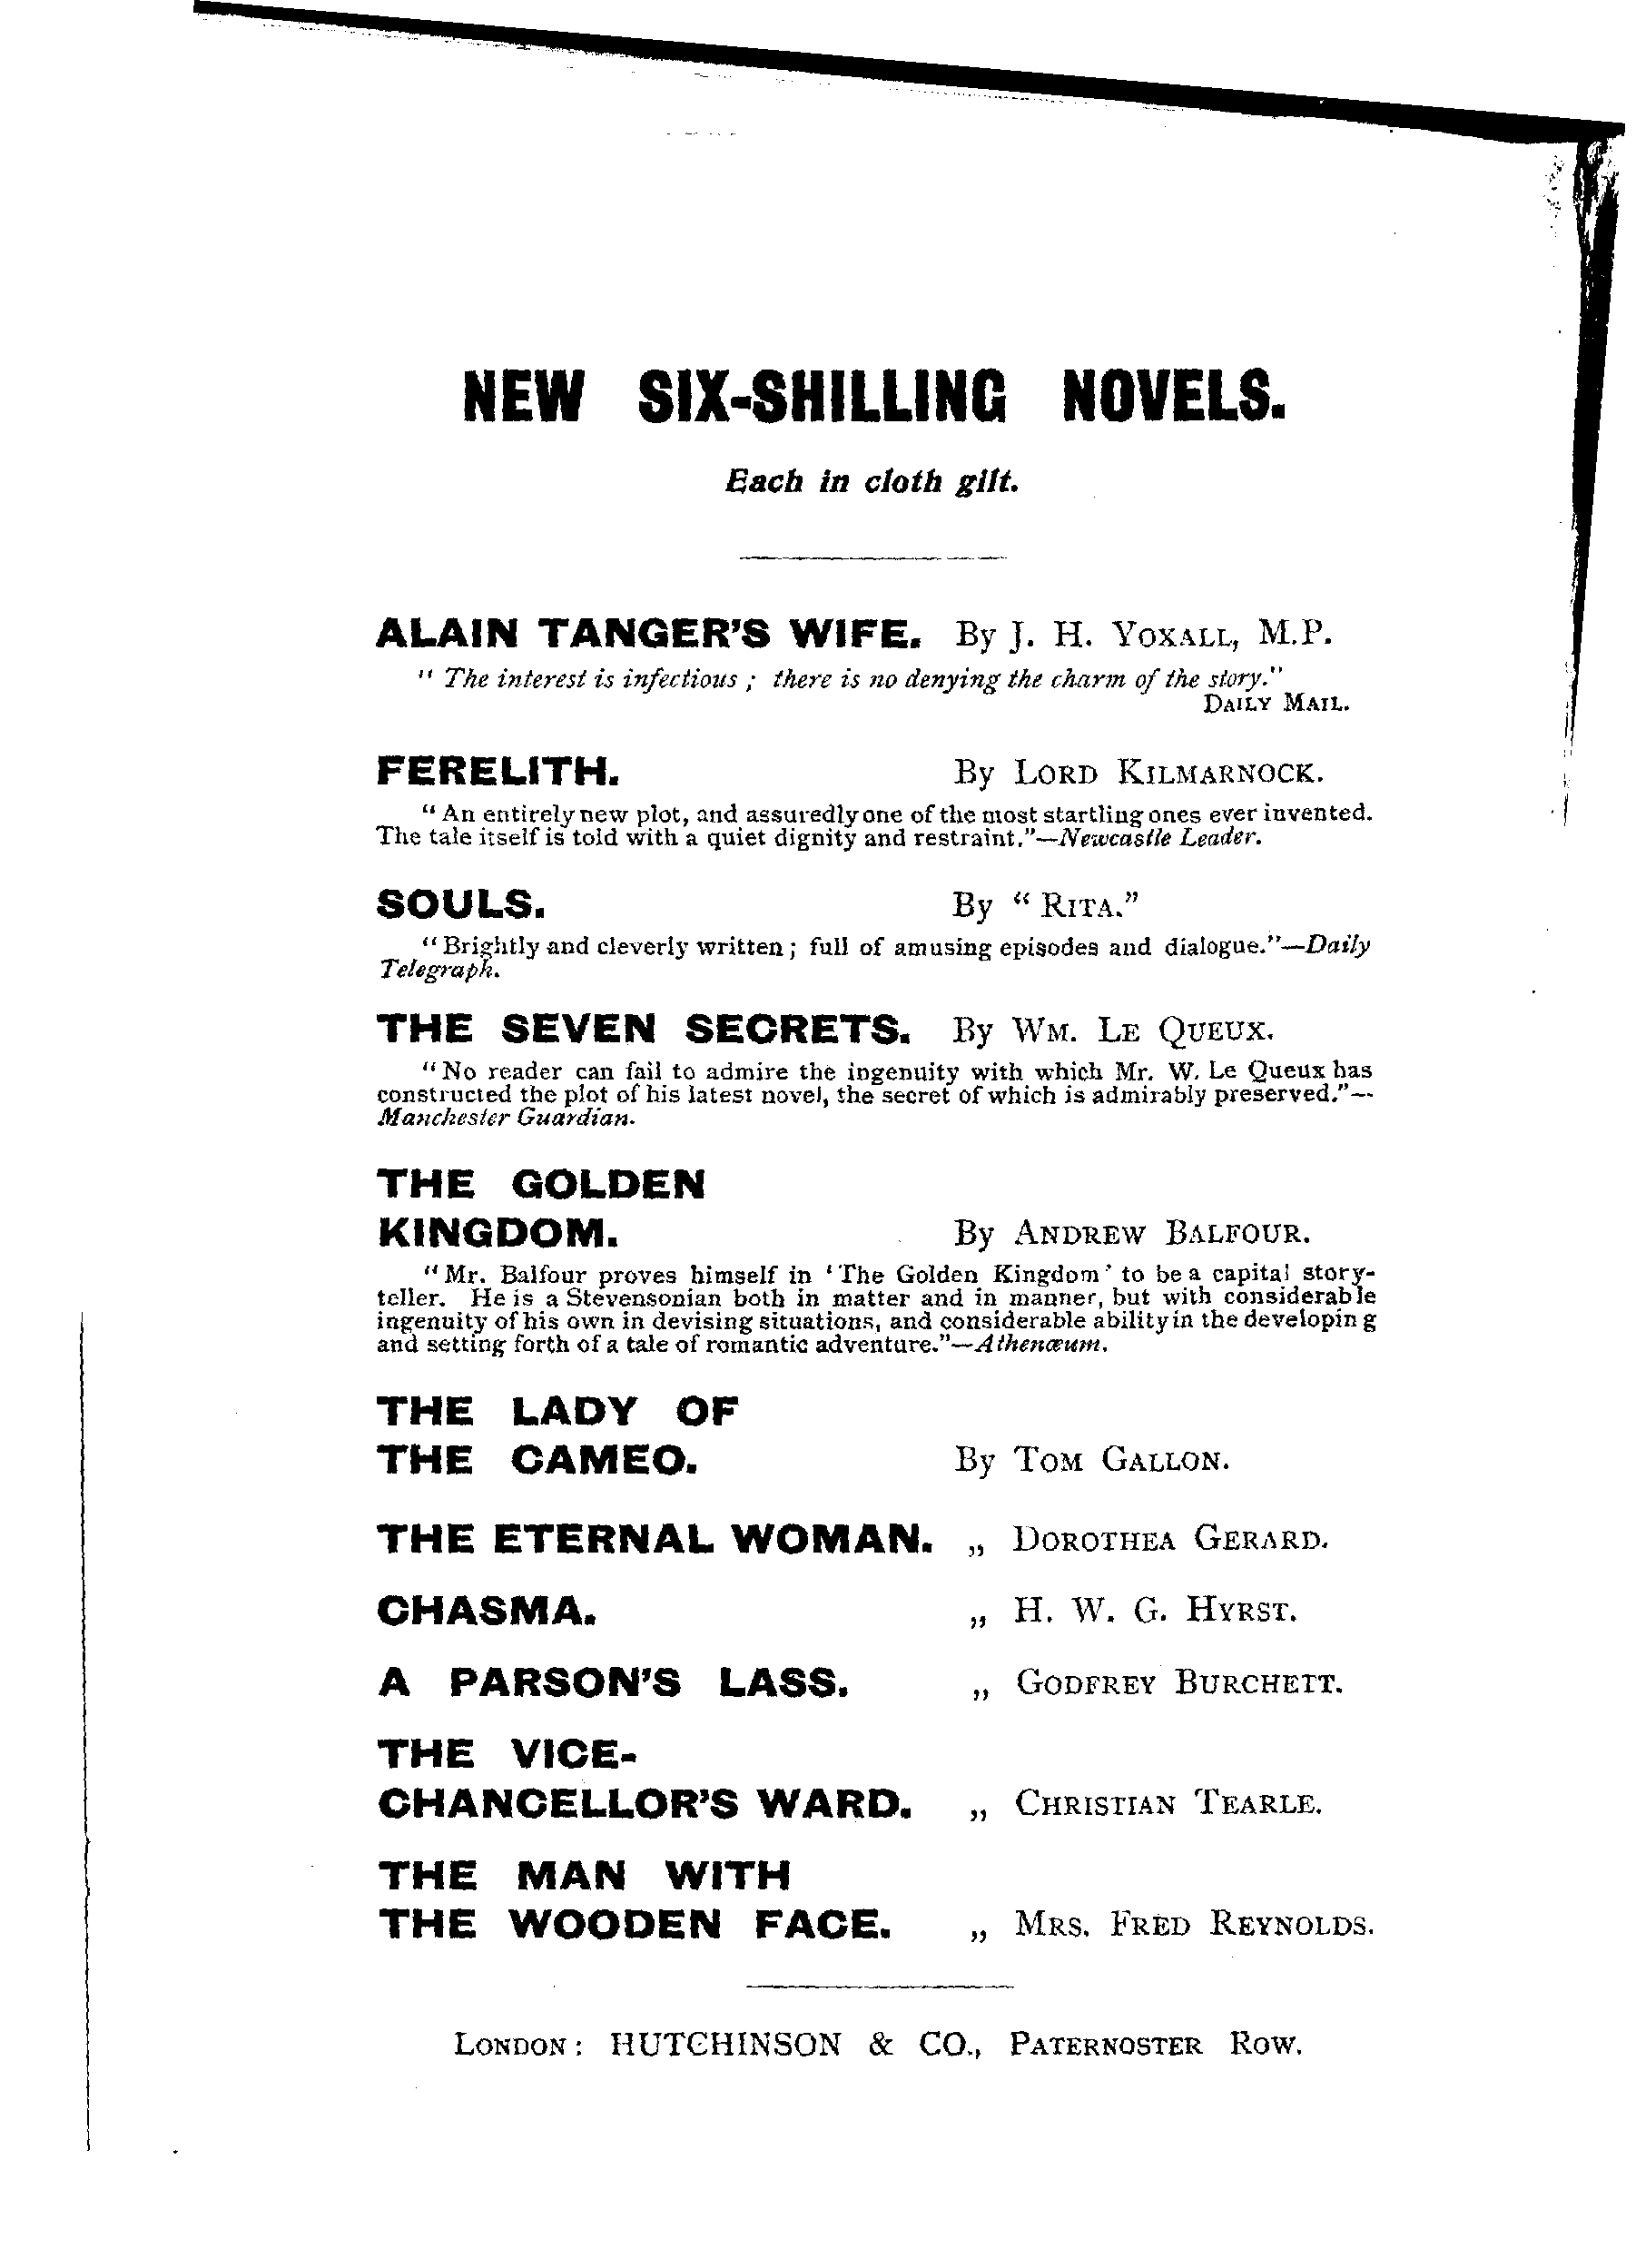 NEW SIX-SHILLING NOVELS.
Each in cloth gilt.
ALAIN TANGER'S WIFE. By J. H. YOXALL, M.P.
" The interest is infectious ; there is no denying the charm of the story."
DAILY MAIL.
FERELITH. By LORD KILMARNOCK.
" An entirely new plot, and assuredly one of the most startling ones ever invented.
The tale itself is told with a quiet dignity and restraint."—Newcastle Leader.
SOULS. By " RITA."
" Brightly and cleverly written ; full of amusing episodes and dialogue."—Daily
Telegraph.
THE SEVEN SECRETS. By WM. LE QUEUX.
" No reader can fail to admire the ingenuity with which Mr. W. Le Queux has
constructed the plot of his latest novel, the secret of which is admirably preserved."—
Manchester Guardian.
THE GOLDEN
KINGDOM. By ANDREW BALFOUR.
" Mr. Balfour proves himself in ' The Golden Kingdom ' to be a capital story-
teller. He is a Stevensonian both in matter and in manner, but with considerable
ingenuity of his own in devising situations, and considerable ability in the developing
and setting forth of a tale of romantic adventure."—Athenæum.
THE LADY OF
THE CAMEO. By TOM GALLON.
THE ETERNAL WOMAN. „ DOROTHEA GERARD.
CHASMA. „ H. W. G. HYRST.
A PARSON'S LASS. „ GODFREY BURCHETT.
THE VICE-
CHANCELLOR'S WARD. „ CHRISTIAN TEARLE.
THE MAN WITH
THE WOODEN FACE. „ MRS. FRED REYNOLDS.
LONDON : HUTCHINSON & CO., PATERNOSTER ROW.